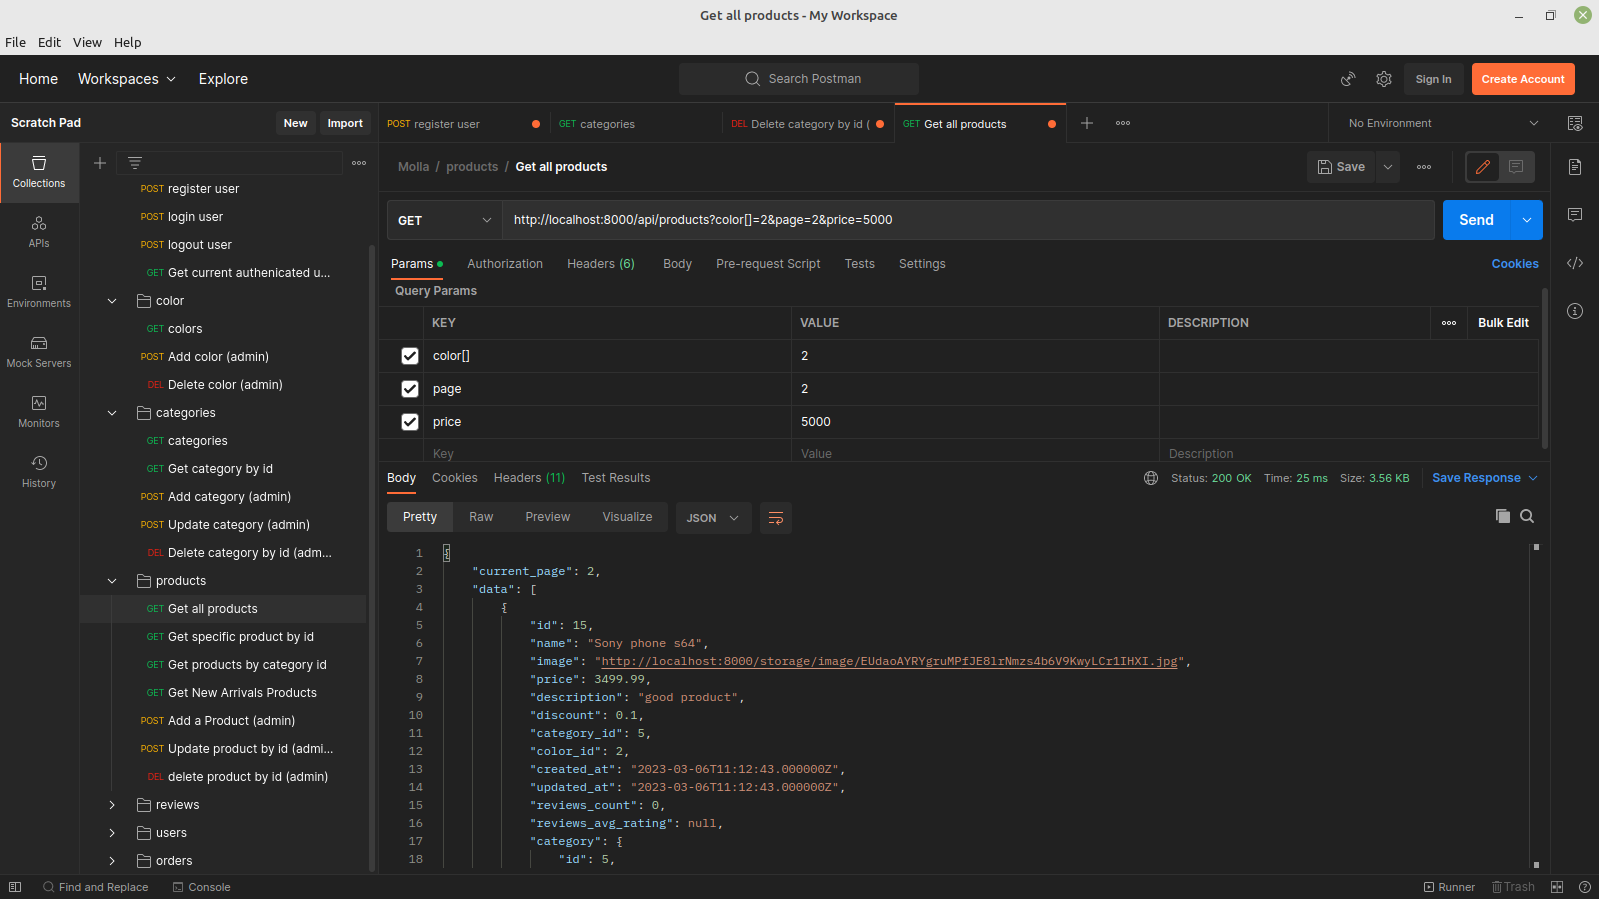 Get all products - My Workspace
File Edit View Help
Home Workspaces Explore
Search Postman
Sign In Create Account
Scratch Pad New Import
POST register user
GET categories
DEL Delete category by id (
GET Get all products
No Environment
Collections
APIs
Environments
Mock Servers
Monitors
History
POST register user
POST login user
POST logout user
GET Get current authenicated u...
color
GET colors
POST Add color (admin)
DEL Delete color (admin)
categories
GET categories
GET Get category by id
POST Add category (admin)
POST Update category (admin)
DEL Delete category by id (adm...
products
GET Get all products
GET Get specific product by id
GET Get products by category id
GET Get New Arrivals Products
POST Add a Product (admin)
POST Update product by id (admi...
DEL delete product by id (admin)
reviews
users
orders
Molla / products / Get all products
Save
GET http://localhost:8000/api/products?color[]=2&page=2&price=5000 Send
Params Authorization Headers (6) Body Pre-request Script Tests Settings Cookies
Query Params
KEY VALUE DESCRIPTION Bulk Edit
color[] 2
page 2
price 5000
Key Value Description
Body Cookies Headers (11) Test Results Status: 200 OK Time: 25 ms Size: 3.56 KB Save Response
Pretty Raw Preview Visualize JSON
1 {
2 "current_page": 2,
3 "data": [
4 {
5 "id": 15,
6 "name": "Sony phone s64",
7 "image": "http://localhost:8000/storage/image/EUdaoAYRYgruMPfJE8lrNmzs4b6V9KwyLCr1IHXI.jpg",
8 "price": 3499.99,
9 "description": "good product",
10 "discount": 0.1,
11 "category_id": 5,
12 "color_id": 2,
13 "created_at": "2023-03-06T11:12:43.000000Z",
14 "updated_at": "2023-03-06T11:12:43.000000Z",
15 "reviews_count": 0,
16 "reviews_avg_rating": null,
17 "category": {
18 "id": 5,
Find and Replace Console Runner Trash